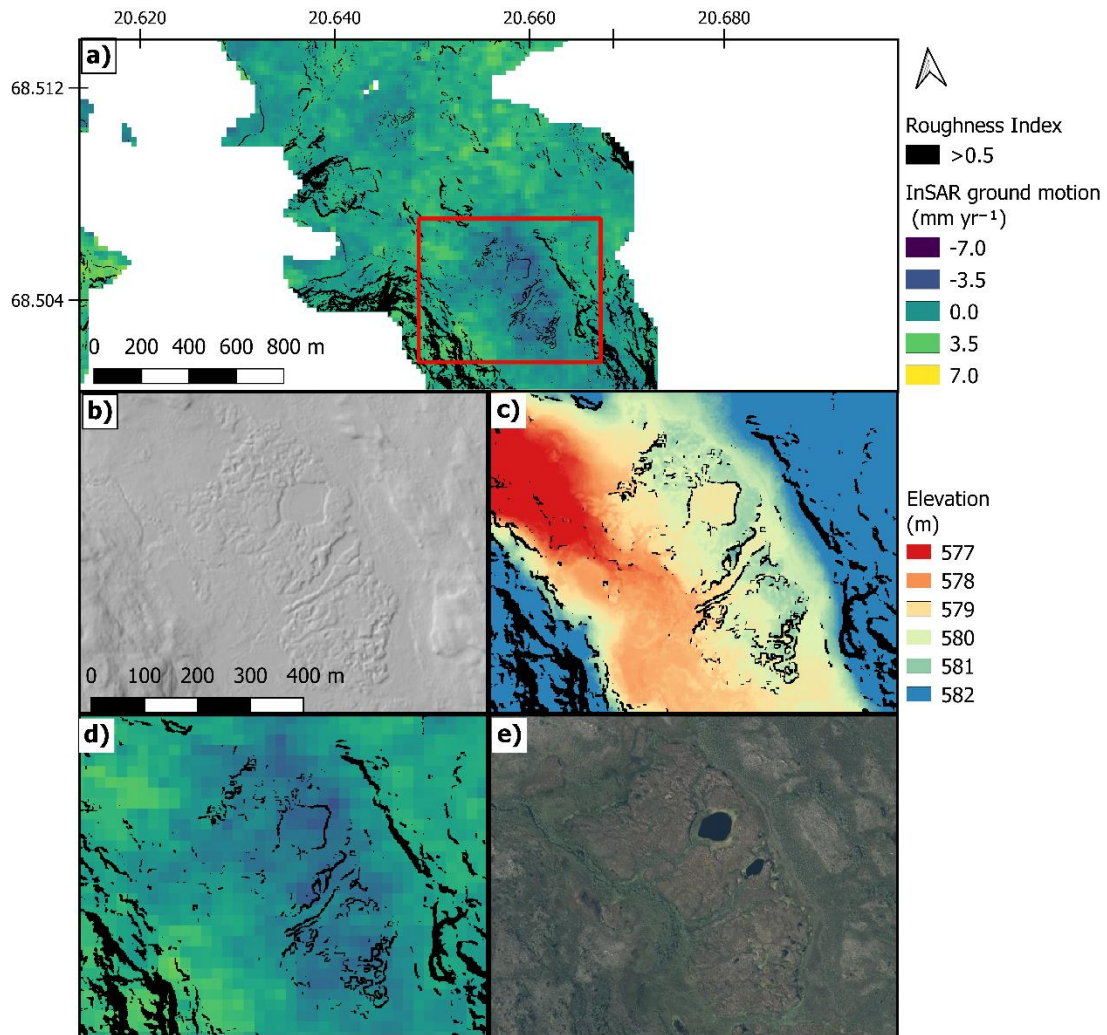 20.620 20.640 20.660 20.680
a)
68.512
68.504
0 200 400 600 800 m
Roughness Index
>0.5
InSAR ground motion
(mm yr⁻¹)
-7.0
-3.5
0.0
3.5
7.0
b)
0 100 200 300 400 m
c)
Elevation
(m)
577
578
579
580
581
582
d)
e)